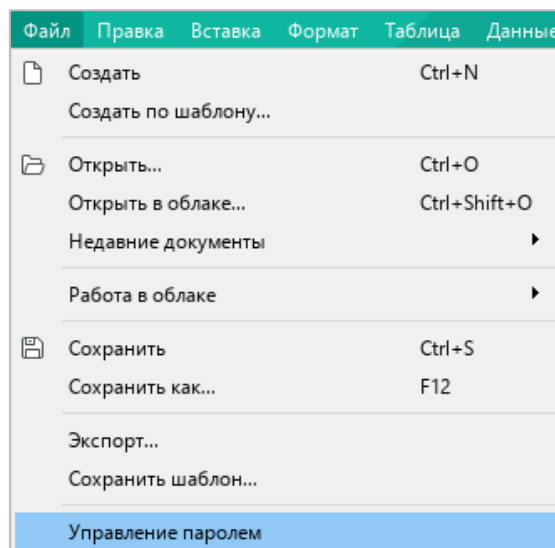 Файл Правка Вставка Формат Таблица Данные
Создать Ctrl+N
Создать по шаблону...
Открыть... Ctrl+O
Открыть в облаке... Ctrl+Shift+O
Недавние документы
Работа в облаке
Сохранить Ctrl+S
Сохранить как... F12
Экспорт...
Сохранить шаблон...
Управление паролем